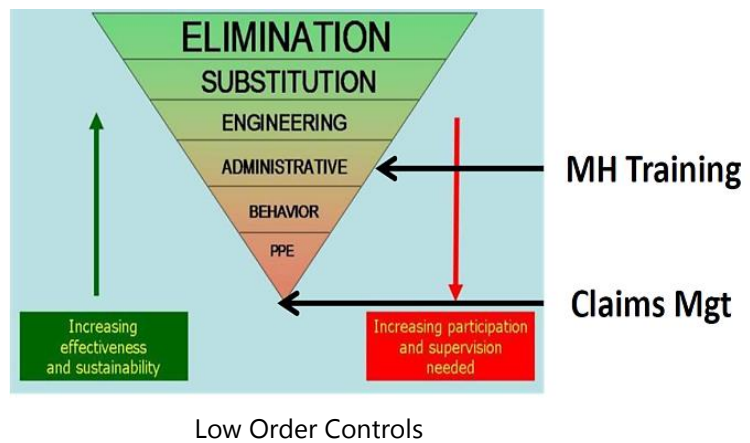 ELIMINATION
SUBSTITUTION
ENGINEERING
ADMINISTRATIVE
MH Training
BEHAVIOR
PPE
Claims Mgt
Increasing
effectiveness
and sustainability
Increasing participation
and supervision
needed
Low Order Controls